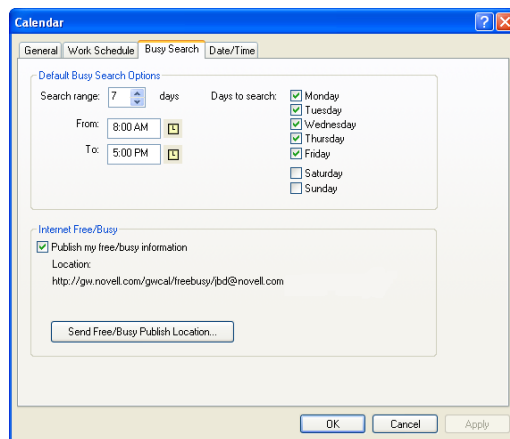 Calendar
General Work Schedule Busy Search Date/Time
Default Busy Search Options
Search range: 7 days Days to search: Monday
Tuesday
From: 8:00 AM Wednesday
Thursday
To: 5:00 PM Friday
Saturday
Sunday
Internet Free/Busy
Publish my free/busy information
Location:
http://gw.novell.com/gwcal/freebusy/jbd@novell.com
Send Free/Busy Publish Location...
OK Cancel Apply